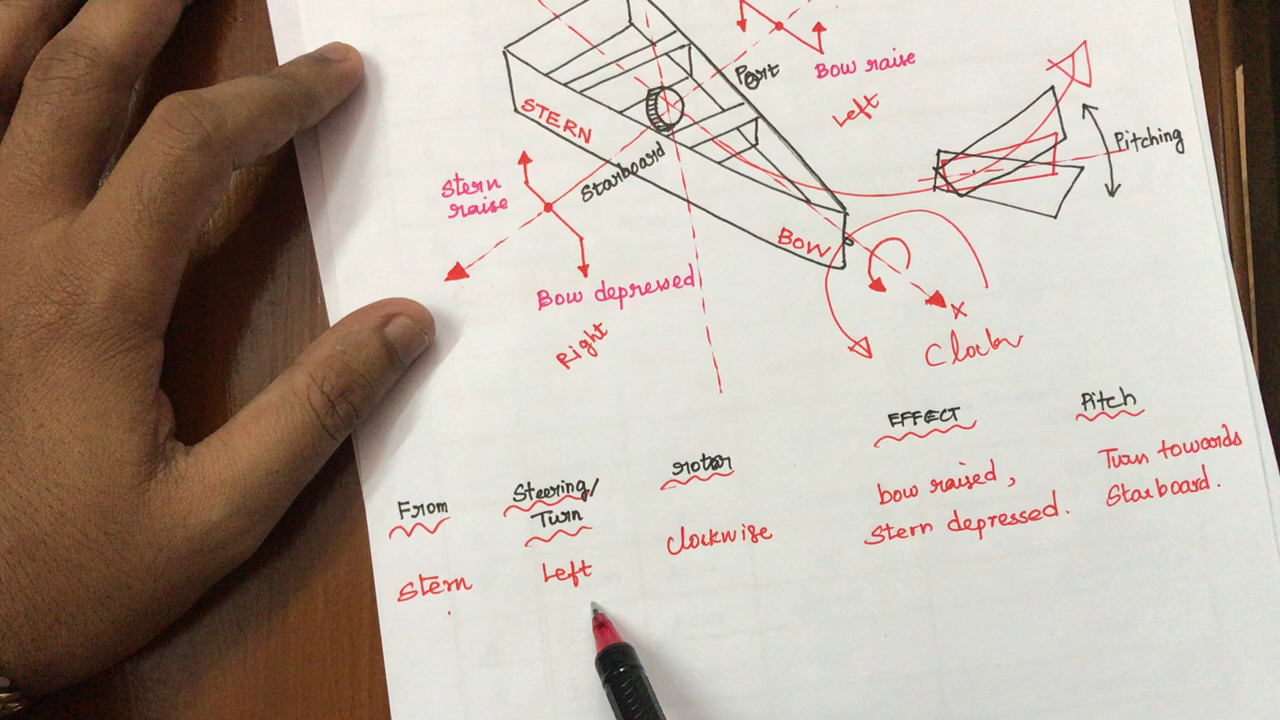 Port
Bow raise
Left
STERN
Starboard
Pitching
Stern
raise
BOW
Bow depressed
Right
X
EFFECT
Pitch
rotor
Steering/
Turn
From
bow raised,
Stern depressed.
Turn towards
Starboard.
clockwise
Left
Stern